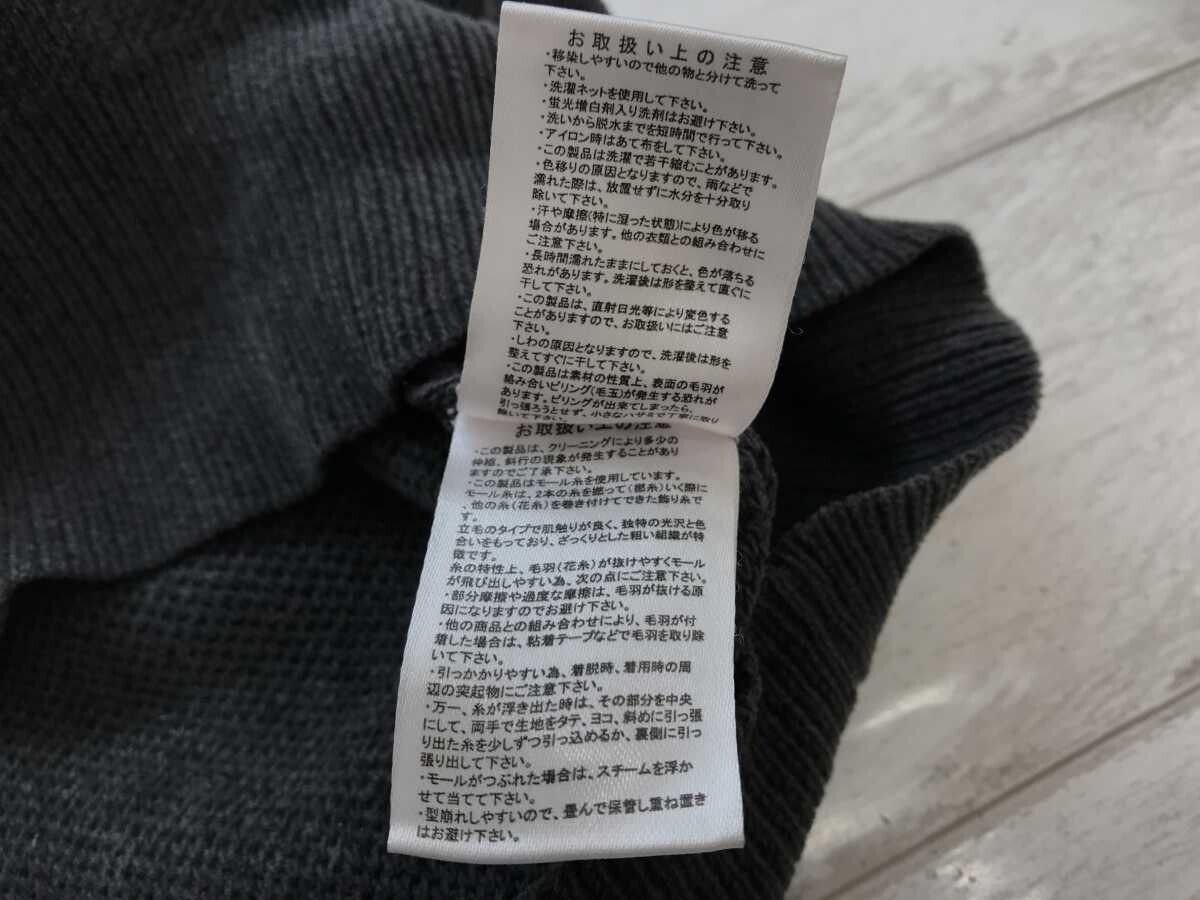 お取扱い上の注意
・移染しやすいので他の物と分けて洗って
下さい。
・洗濯ネットを使用して下さい。
・蛍光増白剤入り洗剤はお避け下さい。
・洗いから脱水までを短時間で行って下さい。
・アイロン時はあて布をして下さい。
・この製品は洗濯で若干縮むことがあります。
・色移りの原因となりますので、雨などで
濡れた際は、放置せずに水分を十分取り
除いて下さい。
・汗や摩擦(特に湿った状態)により色が移る
場合があります。他の衣類との組み合わせに
ご注意下さい。
・長時間濡れたままにしておくと、色が落ちる
恐れがあります。洗濯後は形を整えて直ぐに
干して下さい。
・この製品は、直射日光等により変色する
ことがありますので、お取扱いにはご注意
下さい。
・しわの原因となりますので、洗濯後は形を
整えてすぐに干して下さい。
・この製品は素材の性質上、表面の毛羽が
絡み合いピリング(毛玉)が発生する恐れが
あります。ピリングが出来てしまったら、
引っ張ろうとせず、小さなハサミで丁寧に取り
除いて下さい。
お取扱い上の注意
・この製品は、クリーニングにより多少の
伸縮、斜行の現象が発生することがあり
ますのでご了承下さい。
・この製品はモール糸を使用しています。
モール糸は、2本の糸を撚って(芯糸)いく際に
、他の糸(花糸)を巻き付けてできた飾り糸で
す。
立毛のタイプで肌触りが良く、独特の光沢と色
合いをもっており、ざっくりとした粗い組織が特
徴です。
糸の特性上、毛羽(花糸)が抜けやすくモール
が飛び出しやすい為、次の点にご注意下さい。
・部分摩擦や過度な摩擦は、毛羽が抜ける原
因になりますのでお避け下さい。
・他の商品との組み合わせにより、毛羽が付
着した場合は、粘着テープなどで毛羽を取り除
いて下さい。
・引っかかりやすい為、着脱時、着用時の周
辺の突起物にご注意下さい。
・万一、糸が浮き出た時は、その部分を中央
にして、両手で生地をタテ、ヨコ、斜めに引っ張
り出た糸を少しずつ引っ込めるか、裏側に引っ
張り出して下さい。
・モールがつぶれた場合は、スチームを浮か
せて当てて下さい。
・型崩れしやすいので、畳んで保管し重ね置き
はお避け下さい。